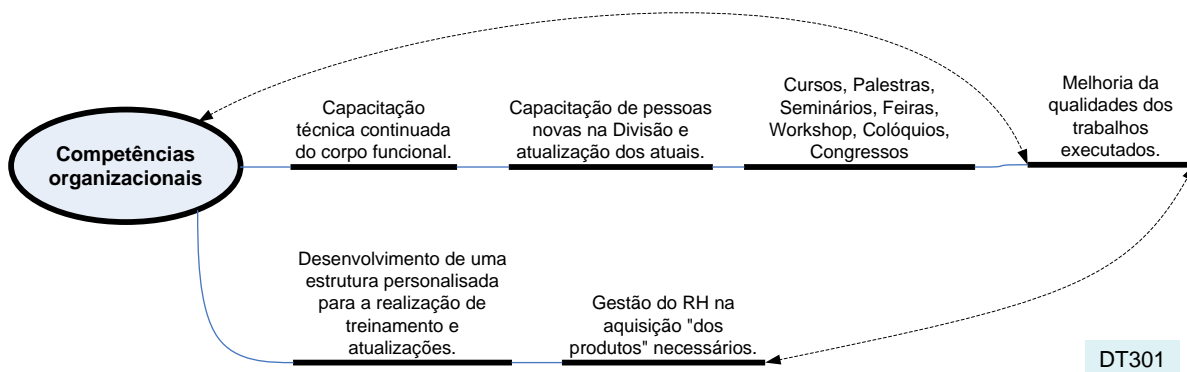 Competências
organizacionais
Capacitação
técnica continuada
do corpo funcional.
Capacitação de pessoas
novas na Divisão e
atualização dos atuais.
Cursos, Palestras,
Seminários, Feiras,
Workshop, Colóquios,
Congressos
Melhoria da
qualidades dos
trabalhos
executados.
Desenvolvimento de uma
estrutura personalisada
para a realização de
treinamento e
atualizações.
Gestão do RH na
aquisição "dos
produtos" necessários.
DT301